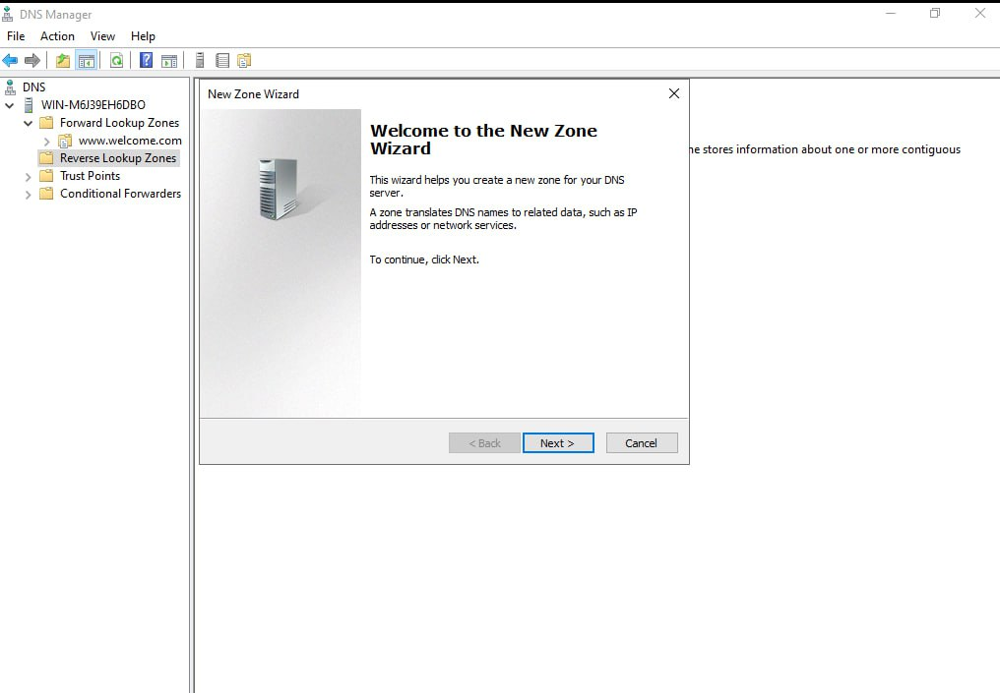 DNS Manager
File Action View Help
DNS
WIN-M6J39EH6DBO
Forward Lookup Zones
www.welcome.com
Reverse Lookup Zones
Trust Points
Conditional Forwarders
New Zone Wizard
Welcome to the New Zone
Wizard
This wizard helps you create a new zone for your DNS
server.
A zone translates DNS names to related data, such as IP
addresses or network services.
To continue, click Next.
< Back Next > Cancel
stores information about one or more contiguous